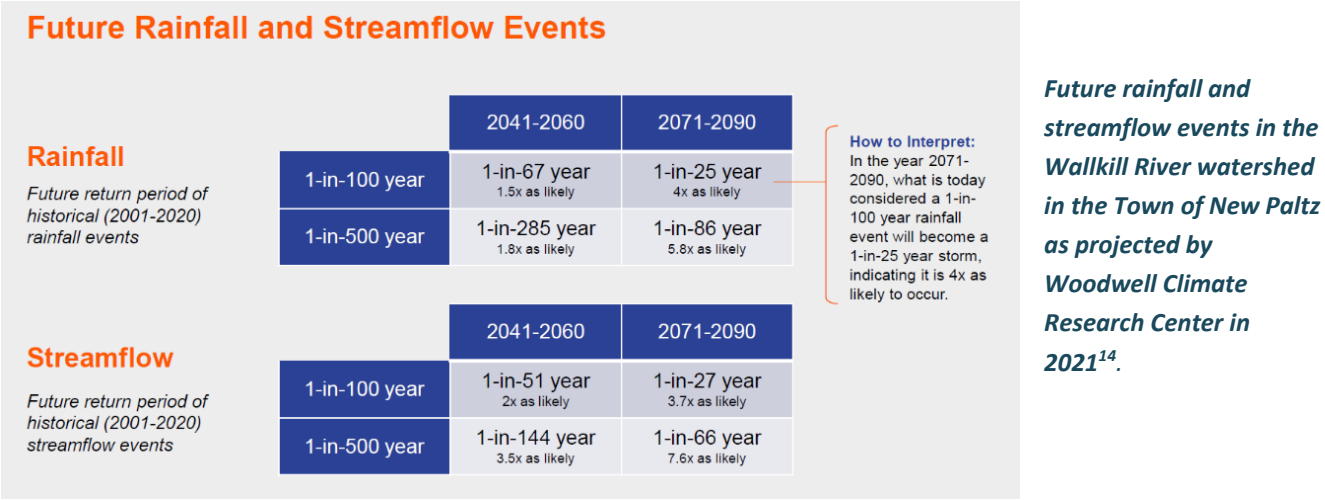 Future Rainfall and Streamflow Events
Rainfall
Future return period of
historical (2001-2020)
rainfall events
2041-2060
2071-2090
1-in-100 year
1-in-67 year
1.5x as likely
1-in-25 year
4x as likely
1-in-500 year
1-in-285 year
1.8x as likely
1-in-86 year
5.8x as likely
How to Interpret:
In the year 2071-
2090, what is today
considered a 1-in-
100 year rainfall
event will become a
1-in-25 year storm,
indicating it is 4x as
likely to occur.
Streamflow
Future return period of
historical (2001-2020)
streamflow events
2041-2060
2071-2090
1-in-100 year
1-in-51 year
2x as likely
1-in-27 year
3.7x as likely
1-in-500 year
1-in-144 year
3.5x as likely
1-in-66 year
7.6x as likely
Future rainfall and
streamflow events in the
Wallkill River watershed
in the Town of New Paltz
as projected by
Woodwell Climate
Research Center in
2021¹⁴.